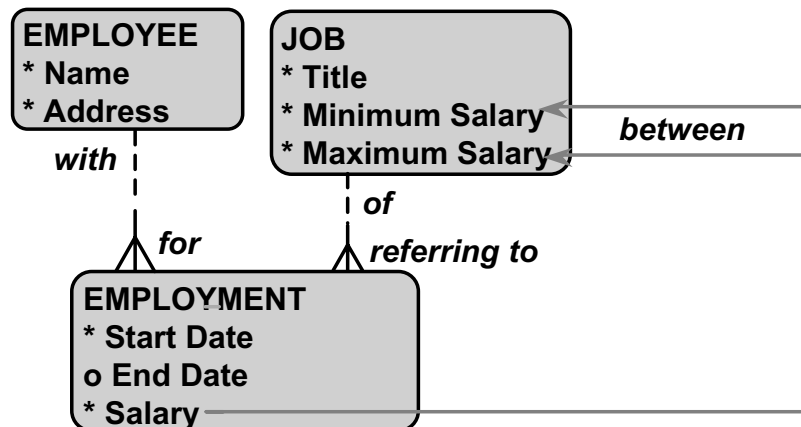 EMPLOYEE
* Name
* Address
JOB
* Title
* Minimum Salary
* Maximum Salary
between
with
of
for
referring to
EMPLOYMENT
* Start Date
o End Date
* Salary